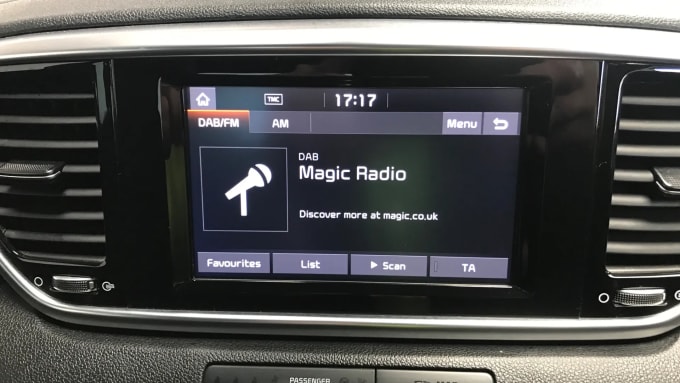 TMC 17:17
DAB/FM AM Menu
DAB
Magic Radio
Discover more at magic.co.uk
Favourites List Scan TA
PASSENGER